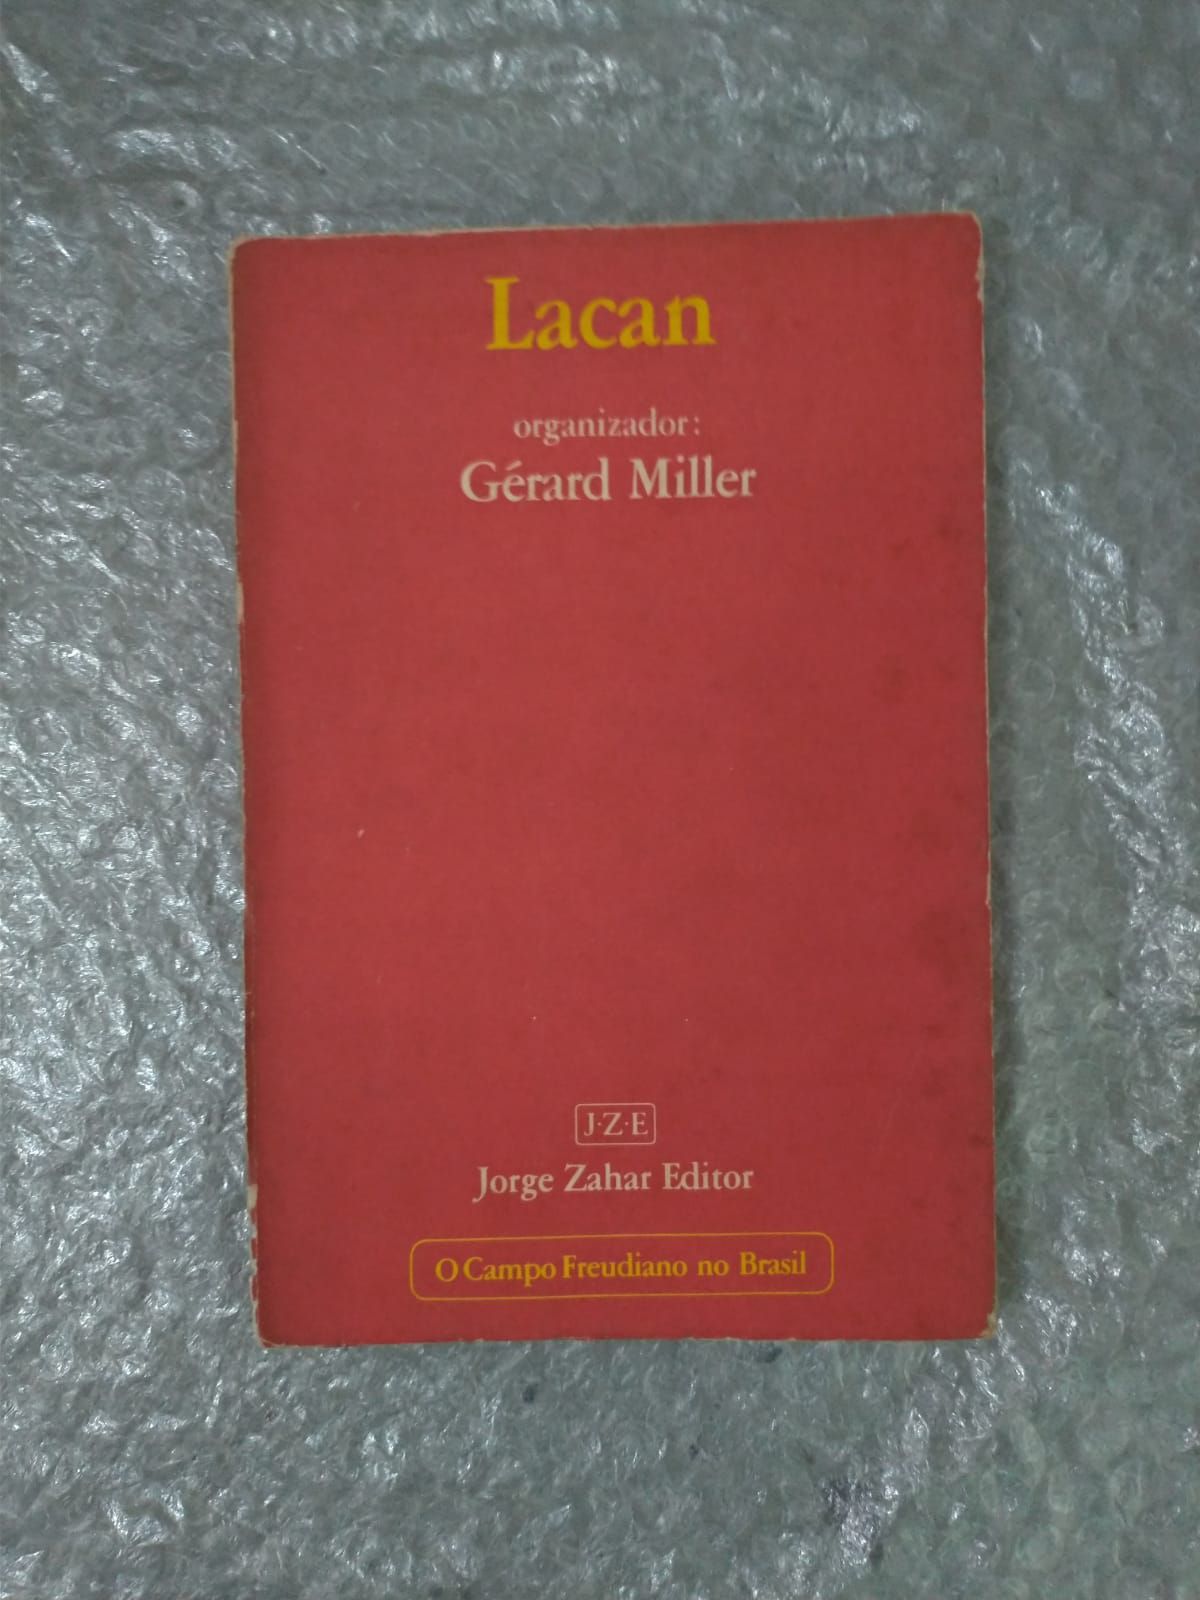 Lacan
organizador:
Gérard Miller
J·Z·E
Jorge Zahar Editor
O Campo Freudiano no Brasil